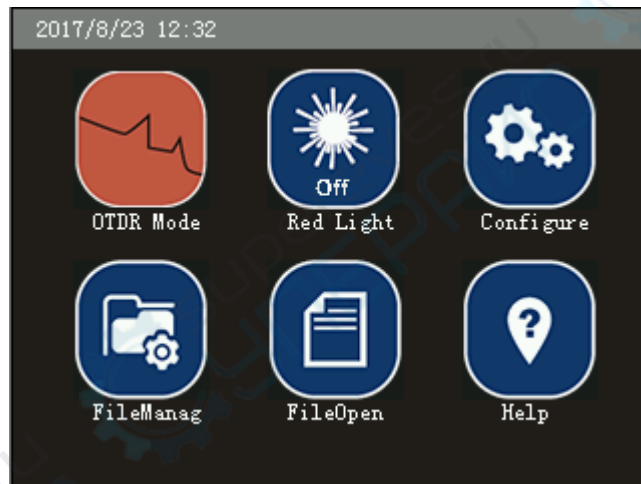 2017/8/23 12:32
Off
OTDR Mode
Red Light
Configure
?
FileManag
FileOpen
Help